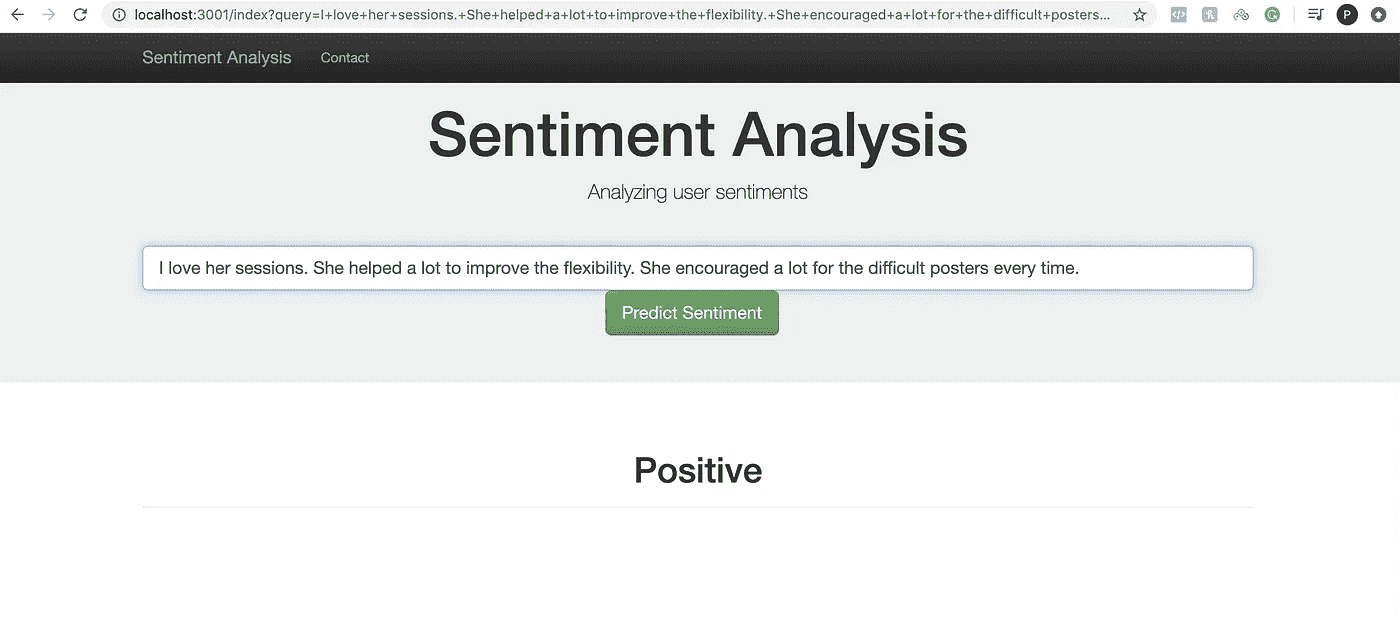 localhost:3001/index?query=I+love+her+sessions.+She+helped+a+lot+to+improve+the+flexibility.+She+encouraged+a+lot+for+the+difficult+posters...
P
Sentiment Analysis Contact
Sentiment Analysis
Analyzing user sentiments
I love her sessions. She helped a lot to improve the flexibility. She encouraged a lot for the difficult posters every time.
Predict Sentiment
Positive